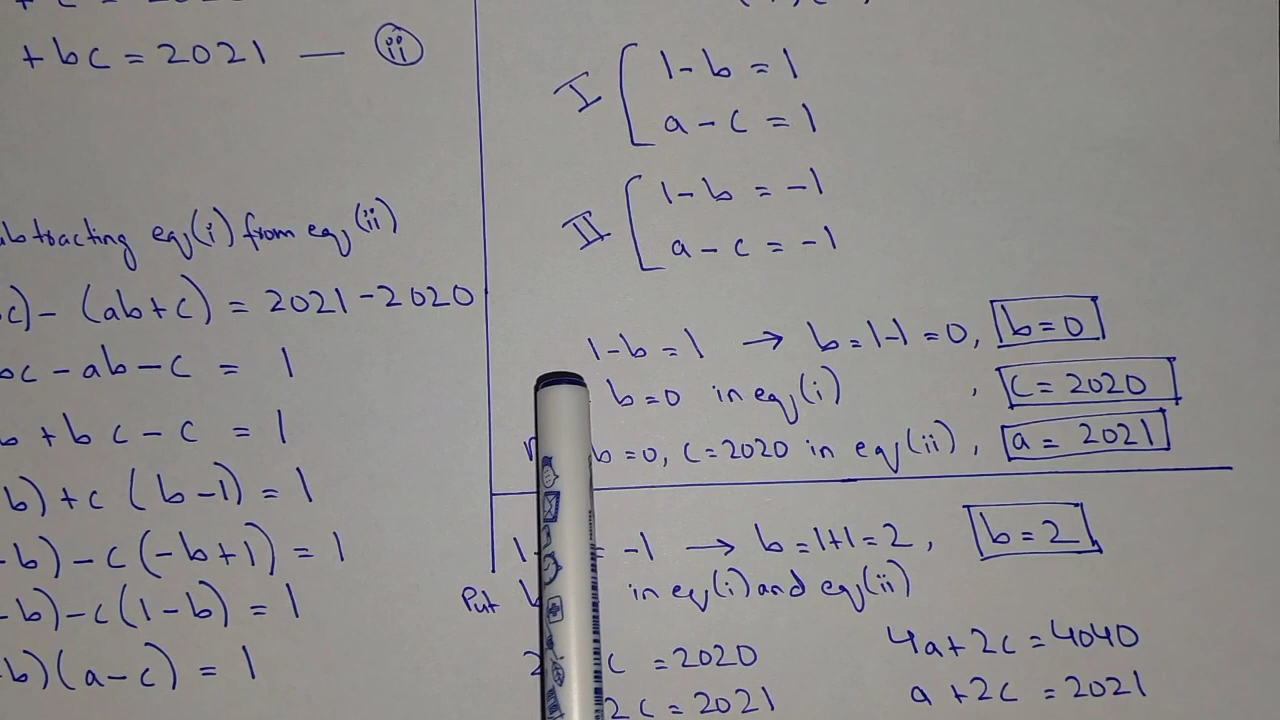 + bc = 2021 — (ii)
subtracting eq(i) from eq(ii)
c) - (ab+c) = 2021-2020
bc - ab - c = 1
b + bc - c = 1
b) + c (b-1) = 1
-b) - c(-b+1) = 1
-b) - c(1-b) = 1
b)(a-c) = 1
I 1-b = 1
a - c = 1
II 1-b = -1
a - c = -1
1-b=1 → b=1-1=0, b=0
b=0 in eq(i), c=2020
b=0, c=2020 in eq(ii), a=2021
= -1 → b=1+1=2, b=2
Put in eq(i) and eq(ii)
c = 2020
2c = 2021
4a+2c=4040
a+2c=2021